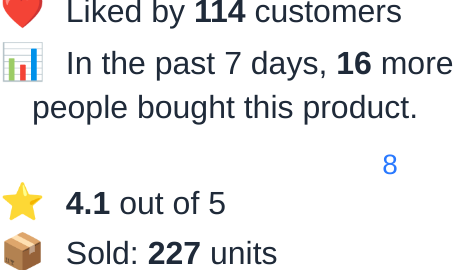 ❤️ Liked by 114 customers
📊 In the past 7 days, 16 more
people bought this product.
8
⭐ 4.1 out of 5
📦 Sold: 227 units